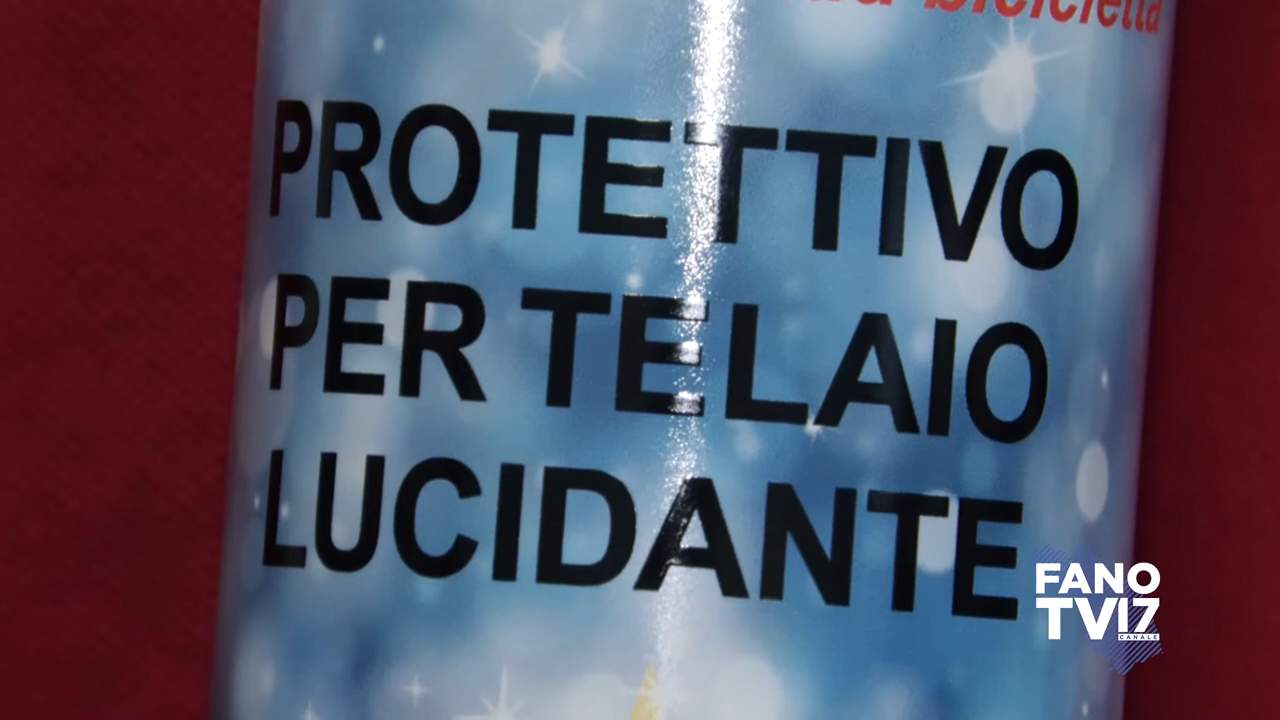 bicicletta
PROTETTIVO
PER TELAIO
LUCIDANTE
FANO
TV17
CANALE